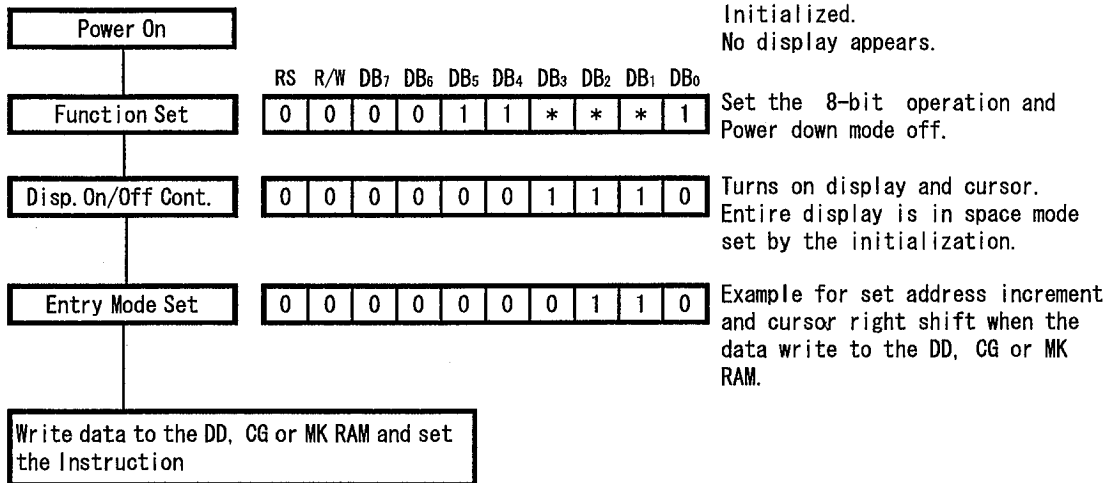 Power On
Initialized.
No display appears.
RS R/W DB₇ DB₆ DB₅ DB₄ DB₃ DB₂ DB₁ DB₀
Function Set
0 0 0 0 1 1 * * * 1
Set the 8-bit operation and
Power down mode off.
Disp. On/Off Cont.
0 0 0 0 0 0 1 1 1 0
Turns on display and cursor.
Entire display is in space mode
set by the initialization.
Entry Mode Set
0 0 0 0 0 0 0 1 1 0
Example for set address increment
and cursor right shift when the
data write to the DD, CG or MK
RAM.
Write data to the DD, CG or MK RAM and set
the Instruction